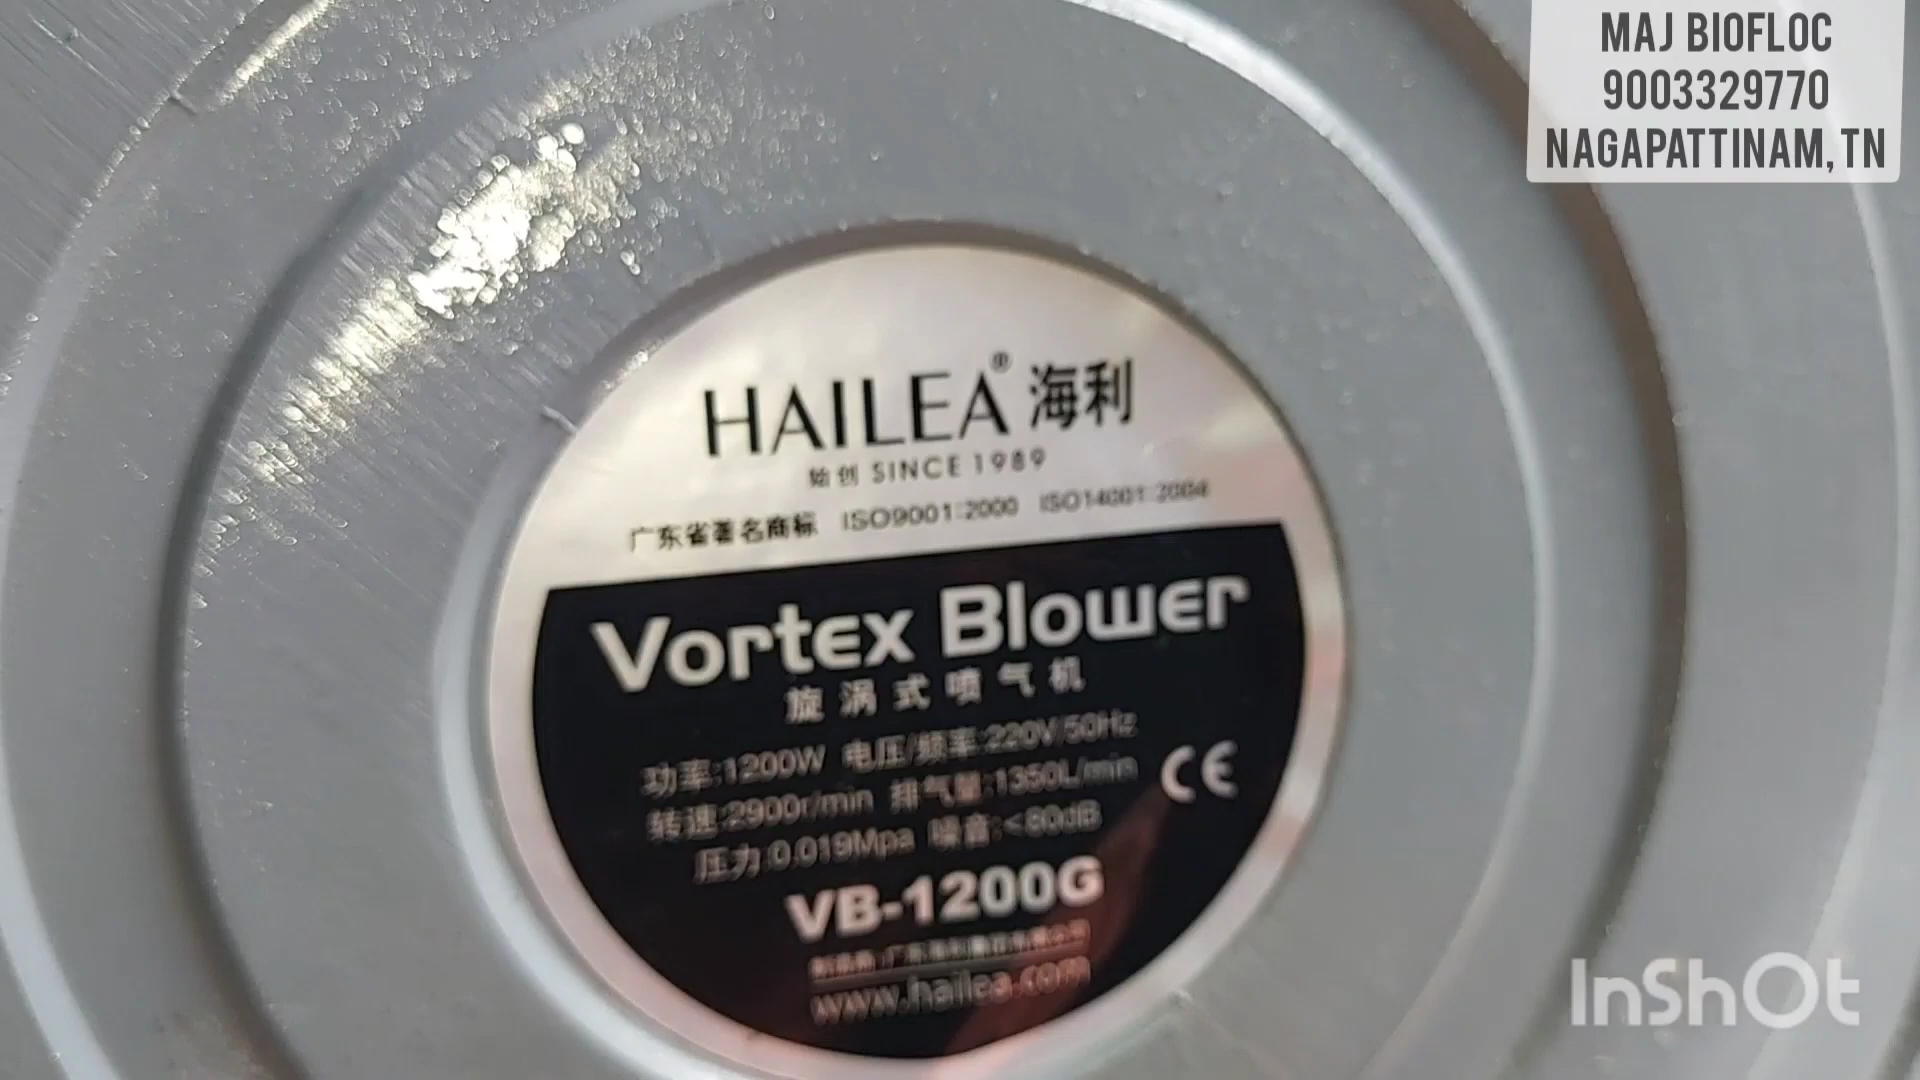 MAJ BIOFLOC
9003329770
NAGAPATTINAM, TN
HAILEA® 海利
始创 SINCE 1989
广东省著名商标 ISO9001:2000 ISO14001:2004
Vortex Blower
旋涡式喷气机
功率:1200W 电压/频率:220V/50Hz
转速:2900r/min 排气量:1350L/min
压力:0.019Mpa 噪音:<80dB
CE
VB-1200G
www.hailea.com
InShOt